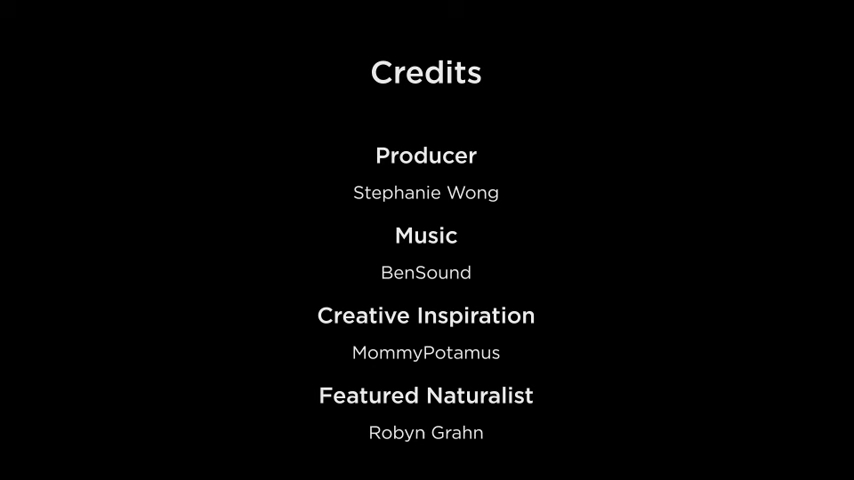 Credits
Producer
Stephanie Wong
Music
BenSound
Creative Inspiration
MommyPotamus
Featured Naturalist
Robyn Grahn